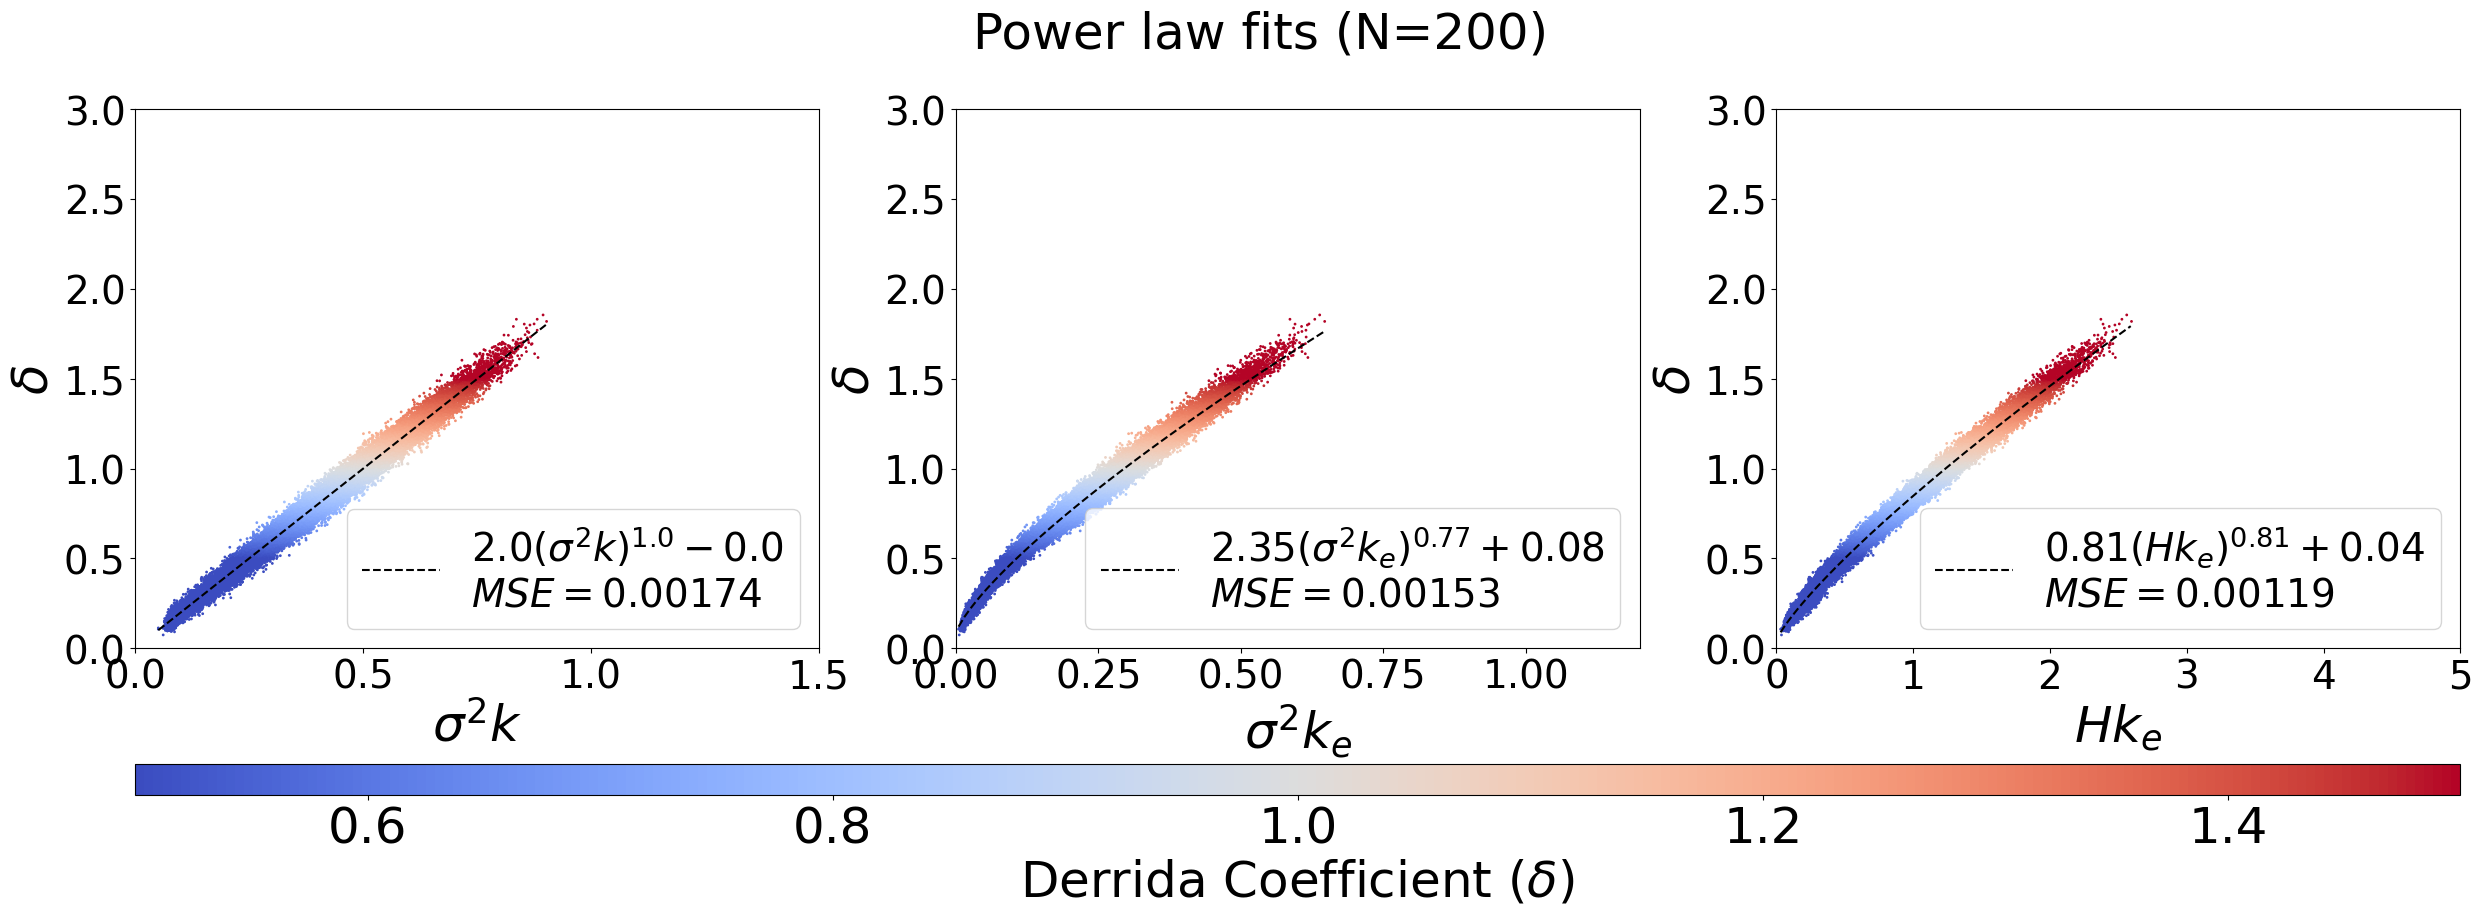 Power law fits (N=200)
3.0
2.5
2.0
1.5
1.0
0.5
0.0
δ
0.0 0.5 1.0 1.5
σ²k
2.0(σ²k)^1.0 − 0.0
MSE = 0.00174
3.0
2.5
2.0
1.5
1.0
0.5
0.0
δ
0.00 0.25 0.50 0.75 1.00
σ²kₑ
2.35(σ²kₑ)^0.77 + 0.08
MSE = 0.00153
3.0
2.5
2.0
1.5
1.0
0.5
0.0
δ
0 1 2 3 4 5
Hkₑ
0.81(Hkₑ)^0.81 + 0.04
MSE = 0.00119
0.6 0.8 1.0 1.2 1.4
Derrida Coefficient (δ)